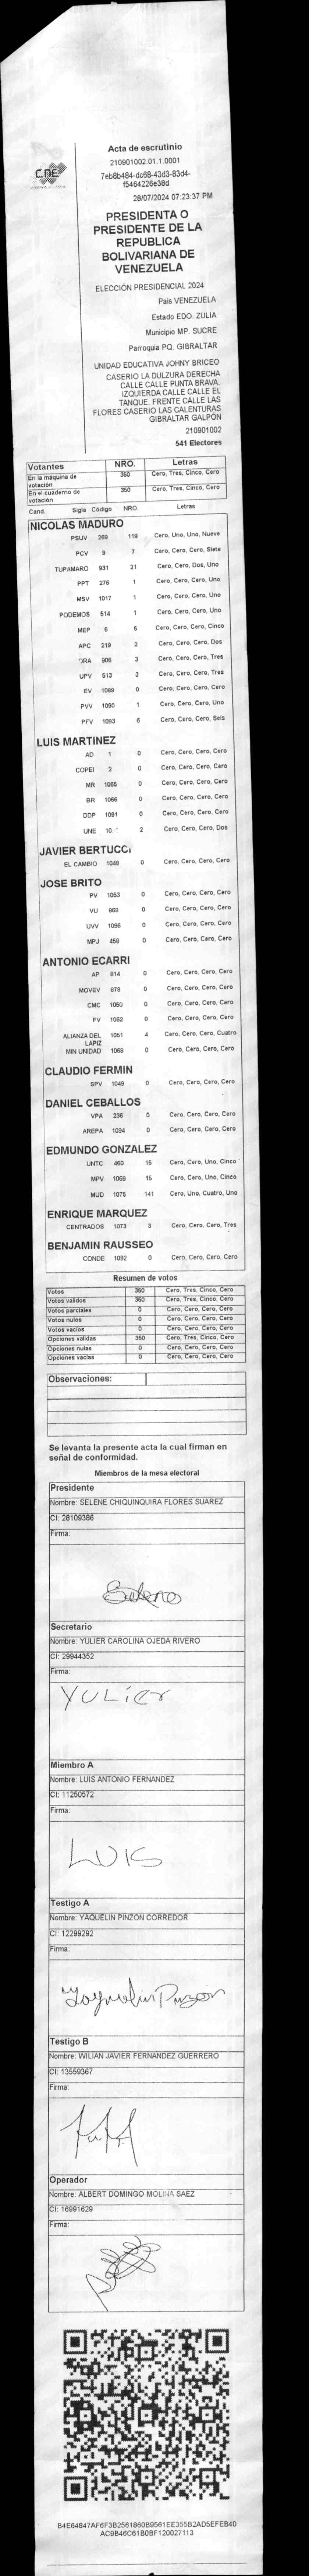 CNE
Acta de escrutinio
210901002.01.1.0001
7eb8b484-dc68-43d3-83d4-
f5464226e38d
28/07/2024 07:23:37 PM
PRESIDENTA O
PRESIDENTE DE LA
REPUBLICA
BOLIVARIANA DE
VENEZUELA
ELECCIÓN PRESIDENCIAL 2024
Pais VENEZUELA
Estado EDO. ZULIA
Municipio MP. SUCRE
Parroquia PQ. GIBRALTAR
UNIDAD EDUCATIVA JOHNY BRICEO
CASERIO LA DULZURA DERECHA
CALLE CALLE PUNTA BRAVA.
IZQUIERDA CALLE CALLE EL
TANQUE. FRENTE CALLE LAS
FLORES CASERIO LAS CALENTURAS
GIBRALTAR GALPÓN
210901002
541 Electores
Votantes NRO. Letras
En la máquina de votación 350 Cero, Tres, Cinco, Cero
En el cuaderno de votación 350 Cero, Tres, Cinco, Cero
Cand. Sigla Código NRO. Letras
NICOLAS MADURO
PSUV 269 119 Cero, Uno, Uno, Nueve
PCV 9 7 Cero, Cero, Cero, Siete
TUPAMARO 931 21 Cero, Cero, Dos, Uno
PPT 276 1 Cero, Cero, Cero, Uno
MSV 1017 1 Cero, Cero, Cero, Uno
PODEMOS 514 1 Cero, Cero, Cero, Uno
MEP 6 5 Cero, Cero, Cero, Cinco
APC 219 2 Cero, Cero, Cero, Dos
ORA 906 3 Cero, Cero, Cero, Tres
UPV 513 3 Cero, Cero, Cero, Tres
EV 1089 0 Cero, Cero, Cero, Cero
PVV 1090 1 Cero, Cero, Cero, Uno
PFV 1093 6 Cero, Cero, Cero, Seis
LUIS MARTINEZ
AD 1 0 Cero, Cero, Cero, Cero
COPEI 2 0 Cero, Cero, Cero, Cero
MR 1065 0 Cero, Cero, Cero, Cero
BR 1066 0 Cero, Cero, Cero, Cero
DDP 1091 0 Cero, Cero, Cero, Cero
UNE 2 Cero, Cero, Cero, Dos
JAVIER BERTUCCI
EL CAMBIO 1048 0 Cero, Cero, Cero, Cero
JOSE BRITO
PV 1053 0 Cero, Cero, Cero, Cero
VU 868 0 Cero, Cero, Cero, Cero
UVV 1096 0 Cero, Cero, Cero, Cero
MPJ 458 0 Cero, Cero, Cero, Cero
ANTONIO ECARRI
AP 814 0 Cero, Cero, Cero, Cero
MOVEV 878 0 Cero, Cero, Cero, Cero
CMC 1050 0 Cero, Cero, Cero, Cero
FV 1062 0 Cero, Cero, Cero, Cero
ALIANZA DEL LAPIZ 1051 4 Cero, Cero, Cero, Cuatro
MIN UNIDAD 1058 0 Cero, Cero, Cero, Cero
CLAUDIO FERMIN
SPV 1049 0 Cero, Cero, Cero, Cero
DANIEL CEBALLOS
VPA 236 0 Cero, Cero, Cero, Cero
AREPA 1094 0 Cero, Cero, Cero, Cero
EDMUNDO GONZALEZ
UNTC 460 15 Cero, Cero, Uno, Cinco
MPV 1069 15 Cero, Cero, Uno, Cinco
MUD 1075 141 Cero, Uno, Cuatro, Uno
ENRIQUE MARQUEZ
CENTRADOS 1073 3 Cero, Cero, Cero, Tres
BENJAMIN RAUSSEO
CONDE 1092 0 Cero, Cero, Cero, Cero
Resumen de votos
Votos 350 Cero, Tres, Cinco, Cero
Votos validos 350 Cero, Tres, Cinco, Cero
Votos parciales 0 Cero, Cero, Cero, Cero
Votos nulos 0 Cero, Cero, Cero, Cero
Votos vacios 0 Cero, Cero, Cero, Cero
Opciones validas 350 Cero, Tres, Cinco, Cero
Opciones nulas 0 Cero, Cero, Cero, Cero
Opciones vacias 0 Cero, Cero, Cero, Cero
Observaciones:
Se levanta la presente acta la cual firman en
señal de conformidad.
Miembros de la mesa electoral
Presidente
Nombre: SELENE CHIQUINQUIRA FLORES SUAREZ
CI: 28109386
Firma:
Selene
Secretario
Nombre: YULIER CAROLINA OJEDA RIVERO
CI: 29944352
Firma:
YULier
Miembro A
Nombre: LUIS ANTONIO FERNANDEZ
CI: 11250572
Firma:
LUIS
Testigo A
Nombre: YAQUELIN PINZON CORREDOR
CI: 12299292
Firma:
Yaquelin Pinzon
Testigo B
Nombre: WILIAN JAVIER FERNANDEZ GUERRERO
CI: 13559367
Firma:
Operador
Nombre: ALBERT DOMINGO MOLINA SAEZ
CI: 16991629
Firma:
B4E64847AF6F3B2561860B9561EE355B2AD5EFEB40
AC9B46C61B0BF120027113